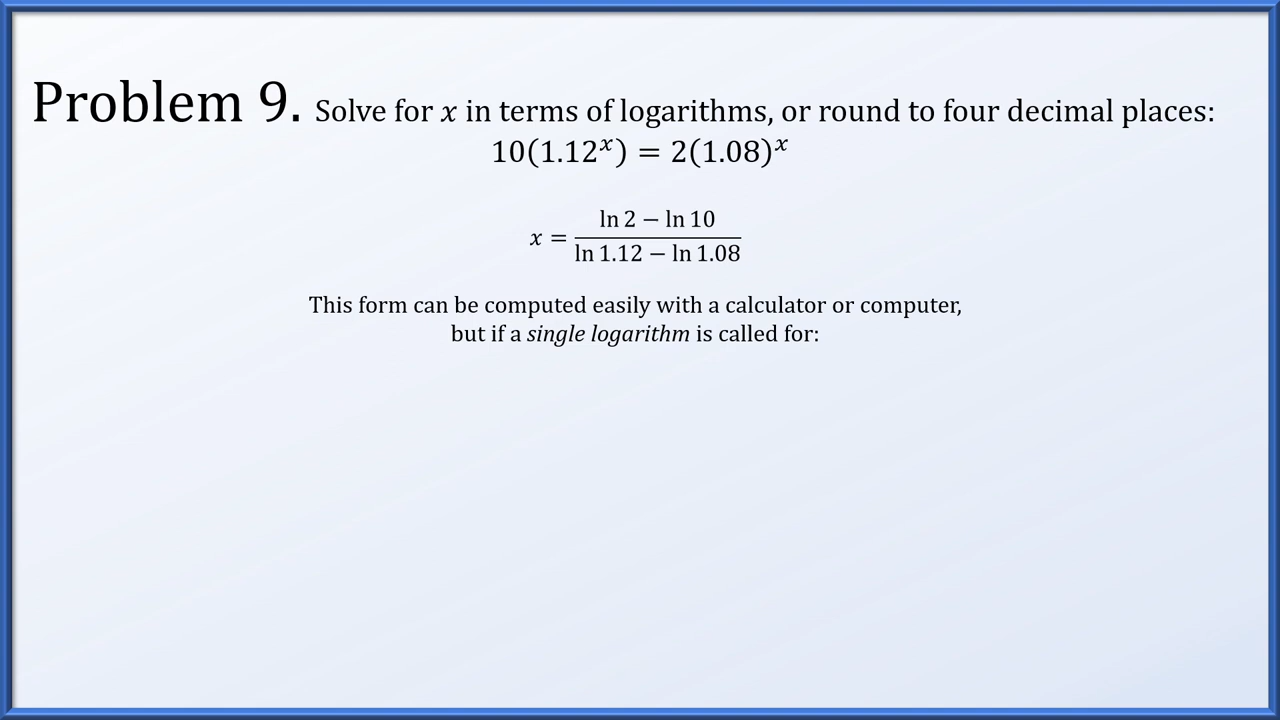 Problem 9. Solve for x in terms of logarithms, or round to four decimal places:
10(1.12ˣ) = 2(1.08)ˣ
x = (ln 2 − ln 10) / (ln 1.12 − ln 1.08)
This form can be computed easily with a calculator or computer,
but if a single logarithm is called for: